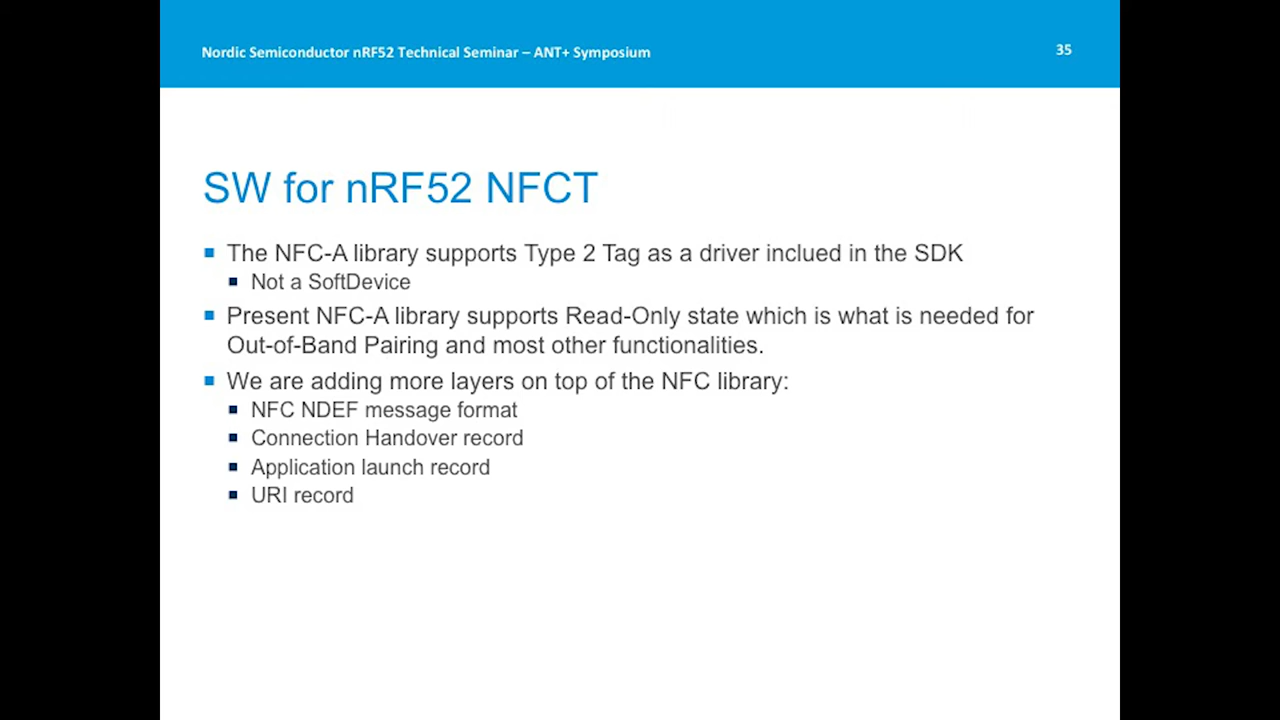 Nordic Semiconductor nRF52 Technical Seminar – ANT+ Symposium
35
SW for nRF52 NFCT
The NFC-A library supports Type 2 Tag as a driver inclued in the SDK
Not a SoftDevice
Present NFC-A library supports Read-Only state which is what is needed for
Out-of-Band Pairing and most other functionalities.
We are adding more layers on top of the NFC library:
NFC NDEF message format
Connection Handover record
Application launch record
URI record